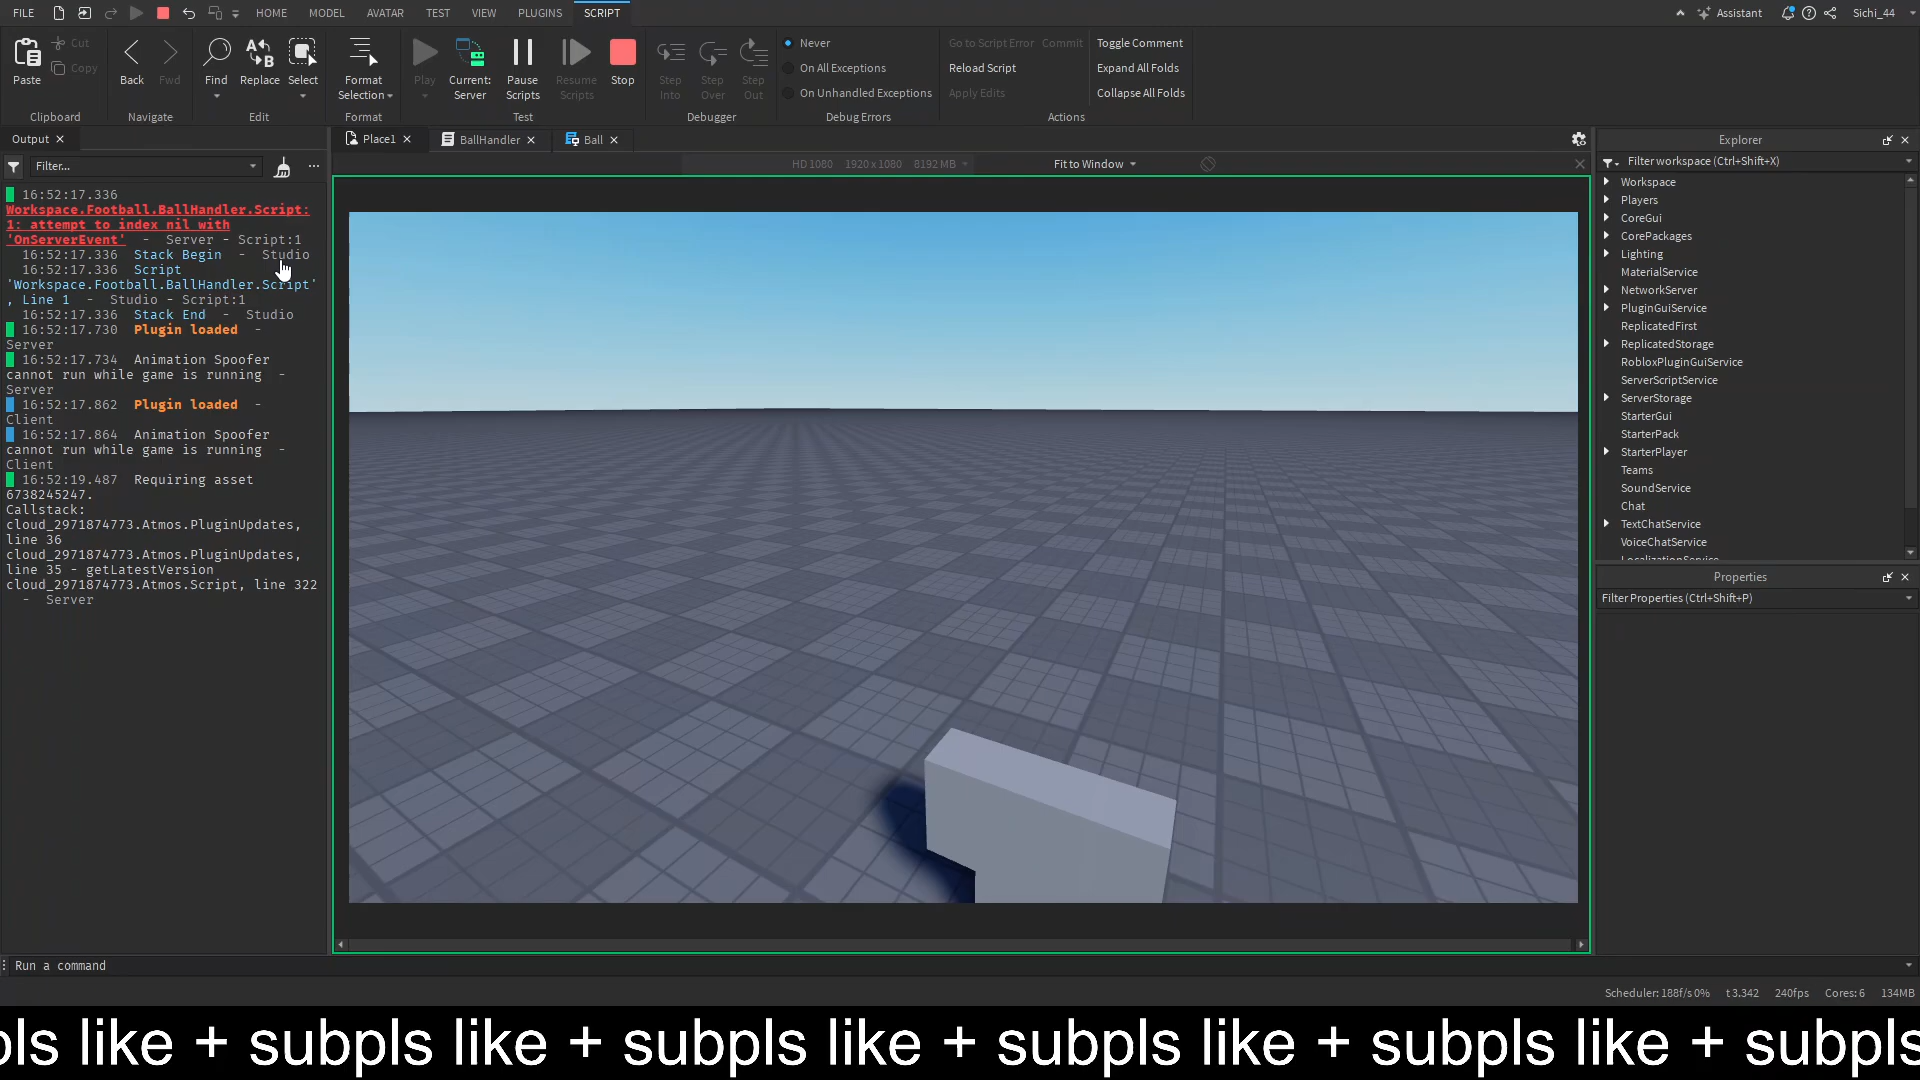 FILE HOME MODEL AVATAR TEST VIEW PLUGINS SCRIPT Assistant Sichi_44
Paste Cut Copy
Back Fwd
Find Replace Select
Format Selection
Play Current: Server Pause Scripts Resume Scripts Stop
Step Into Step Over Step Out
Never
On All Exceptions
On Unhandled Exceptions
Go to Script Error Commit Toggle Comment
Reload Script Expand All Folds
Apply Edits Collapse All Folds
Clipboard Navigate Edit Format Test Debugger Debug Errors Actions
Output Place1 BallHandler Ball
Filter...
HD 1080 1920 x 1080 8192 MB Fit to Window
16:52:17.336
Workspace.Football.BallHandler.Script:
1: attempt to index nil with
'OnServerEvent' - Server - Script:1
16:52:17.336 Stack Begin - Studio
16:52:17.336 Script
'Workspace.Football.BallHandler.Script'
, Line 1 - Studio - Script:1
16:52:17.336 Stack End - Studio
16:52:17.730 Plugin loaded -
Server
16:52:17.734 Animation Spoofer
cannot run while game is running -
Server
16:52:17.862 Plugin loaded -
Client
16:52:17.864 Animation Spoofer
cannot run while game is running -
Client
16:52:19.487 Requiring asset
6738245247.
Callstack:
cloud_2971874773.Atmos.PluginUpdates,
line 36
cloud_2971874773.Atmos.PluginUpdates,
line 35 - getLatestVersion
cloud_2971874773.Atmos.Script, line 322
- Server
Explorer
Filter workspace (Ctrl+Shift+X)
Workspace
Players
CoreGui
CorePackages
Lighting
MaterialService
NetworkServer
PluginGuiService
ReplicatedFirst
ReplicatedStorage
RobloxPluginGuiService
ServerScriptService
ServerStorage
StarterGui
StarterPack
StarterPlayer
Teams
SoundService
Chat
TextChatService
VoiceChatService
LocalizationService
Properties
Filter Properties (Ctrl+Shift+P)
Run a command
Scheduler: 188f/s 0% t 3.342 240fps Cores: 6 134MB
pls like + subpls like + subpls like + subpls like + subpls like + subpls